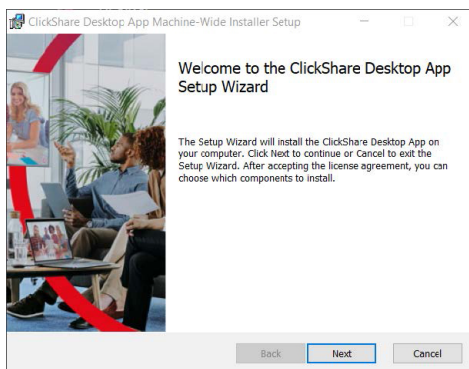 ClickShare Desktop App Machine-Wide Installer Setup
Welcome to the ClickShare Desktop App
Setup Wizard
The Setup Wizard will install the ClickShare Desktop App on
your computer. Click Next to continue or Cancel to exit the
Setup Wizard. After accepting the license agreement, you can
choose which components to install.
Back
Next
Cancel